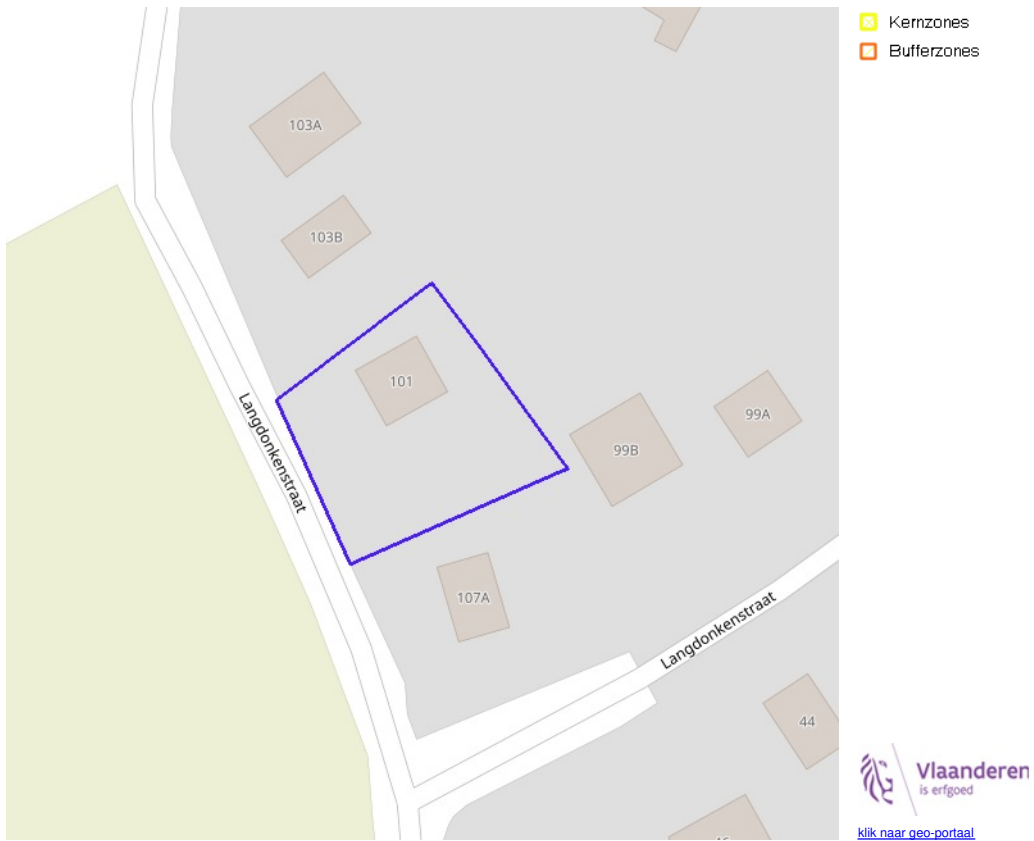 Kernzones
Bufferzones
103A
103B
101
99A
99B
Langdonkenstraat
107A
Langdonkenstraat
44
Vlaanderen
is erfgoed
klik naar geo-portaal